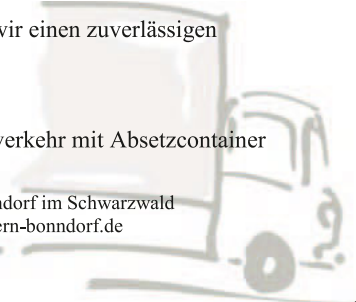 wir einen zuverlässigen
verkehr mit Absetzcontainer
ndorf im Schwarzwald
ern-bonndorf.de